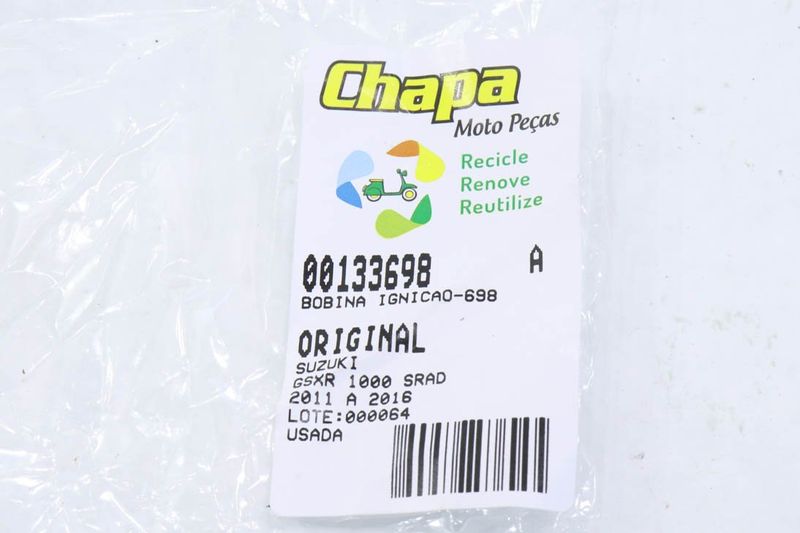 Chapa
Moto Peças
Recicle
Renove
Reutilize
00133698 A
BOBINA IGNICAO-698
ORIGINAL
SUZUKI
GSXR 1000 SRAD
2011 A 2016
LOTE:000064
USADA